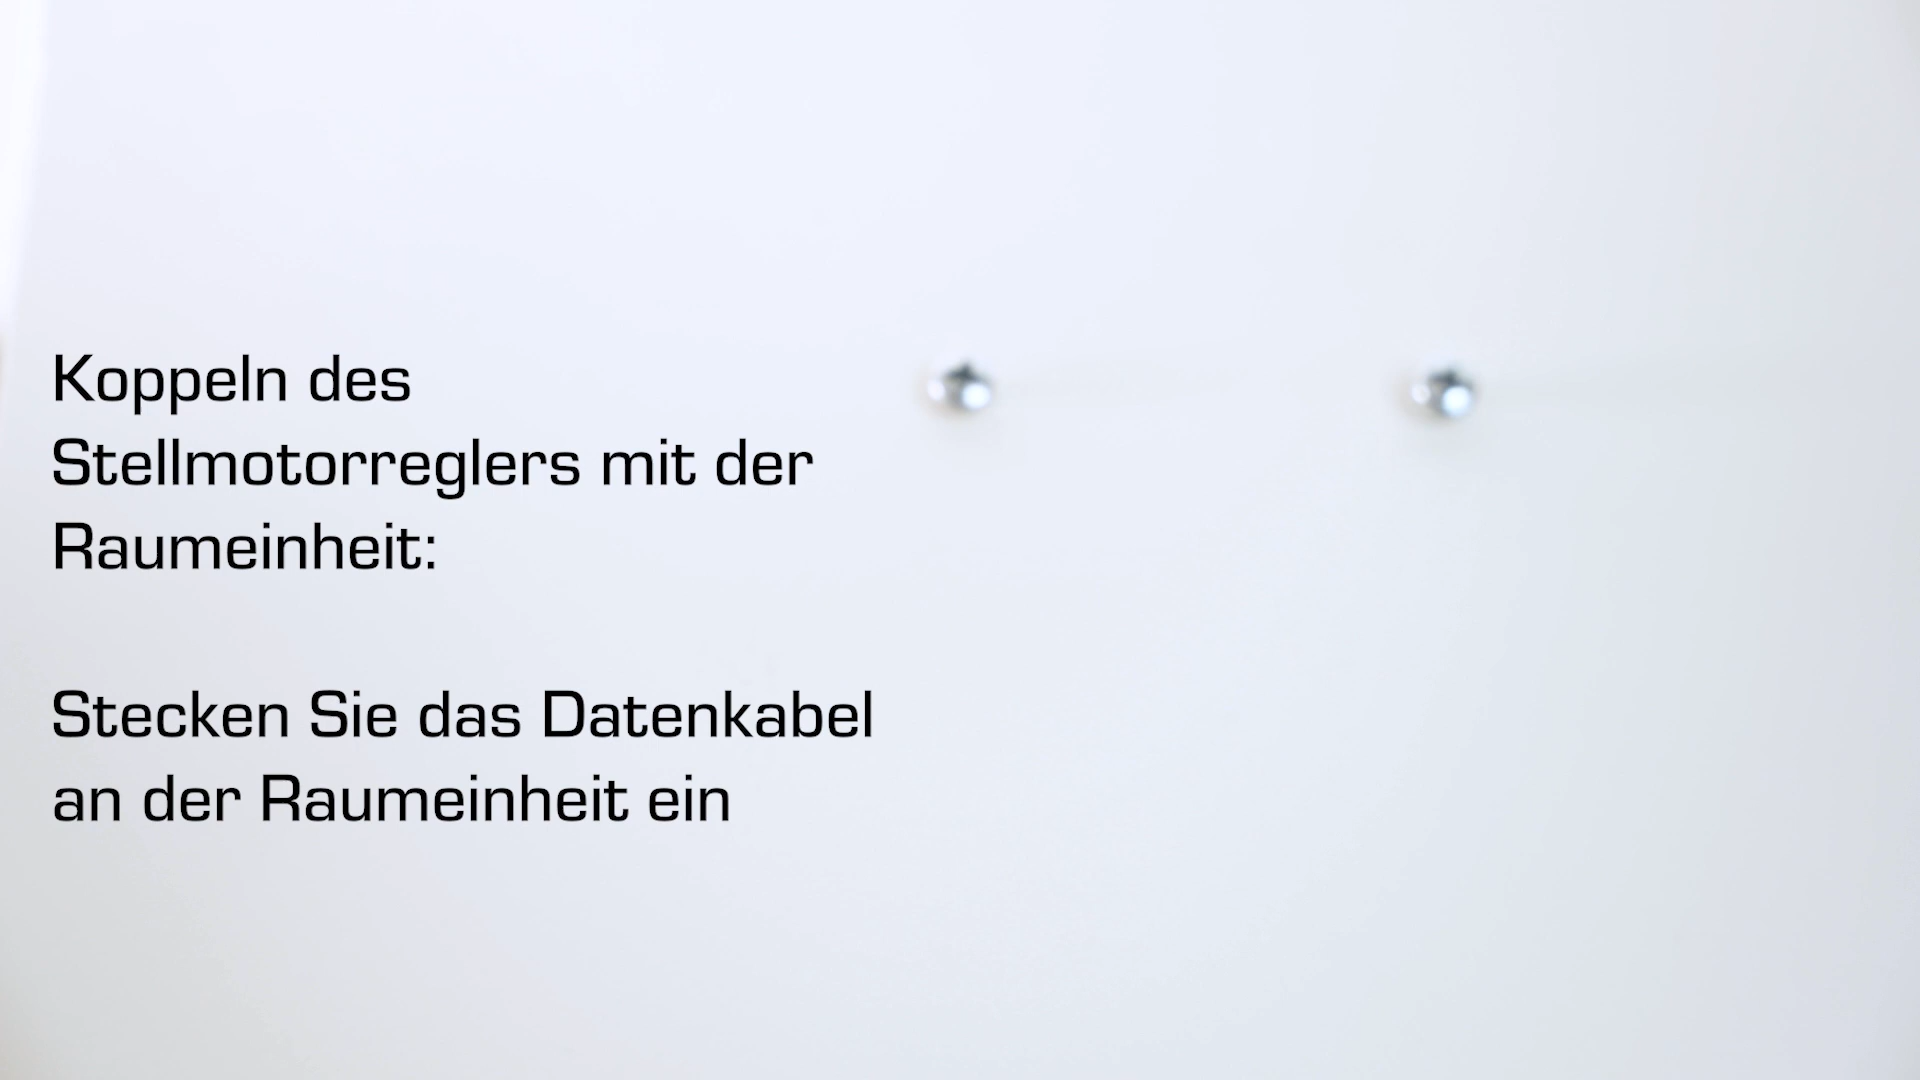 Koppeln des
Stellmotorreglers mit der
Raumeinheit:
Stecken Sie das Datenkabel
an der Raumeinheit ein